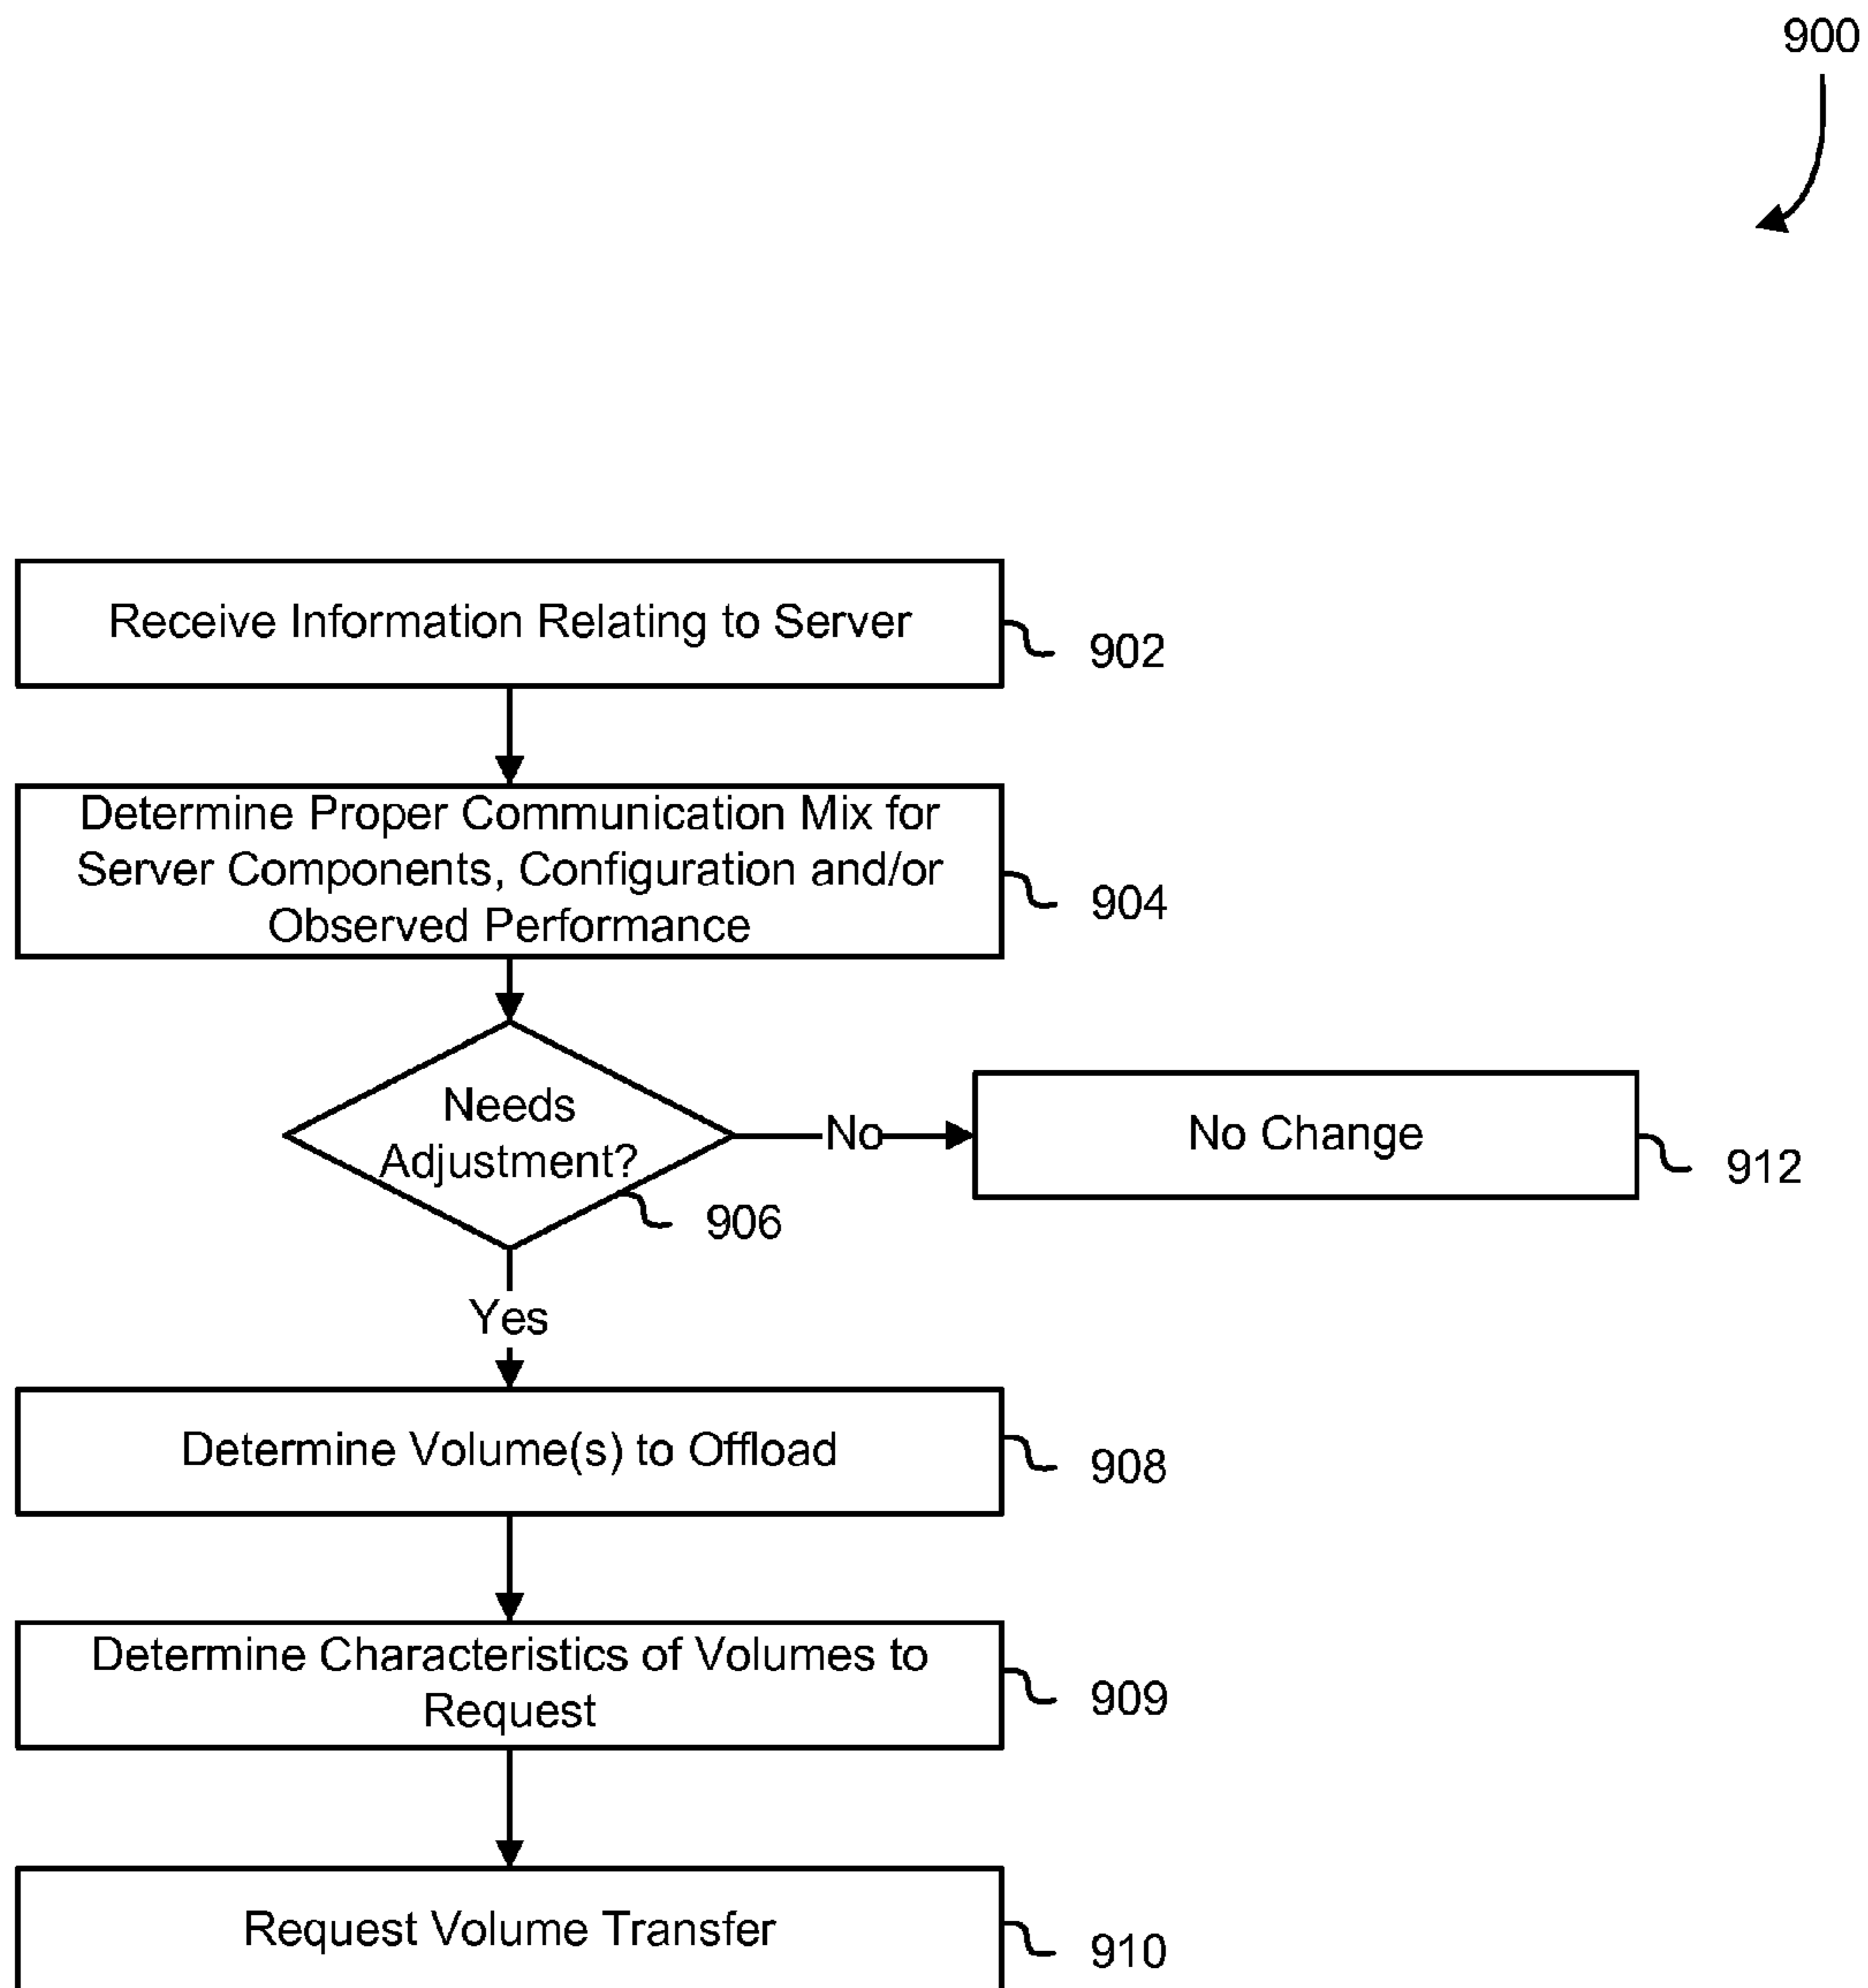 900
Receive Information Relating to Server
902
Determine Proper Communication Mix for
Server Components, Configuration and/or
Observed Performance
904
Needs
Adjustment?
906
No
No Change
912
Yes
Determine Volume(s) to Offload
908
Determine Characteristics of Volumes to
Request
909
Request Volume Transfer
910